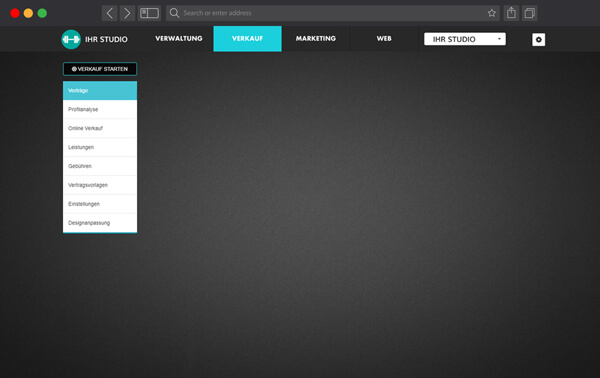 Search or enter address
IHR STUDIO
VERWALTUNG
VERKAUF
MARKETING
WEB
IHR STUDIO
VERKAUF STARTEN
Verträge
Profilanalyse
Online Verkauf
Leistungen
Gebühren
Vertragsvorlagen
Einstellungen
Designanpassung